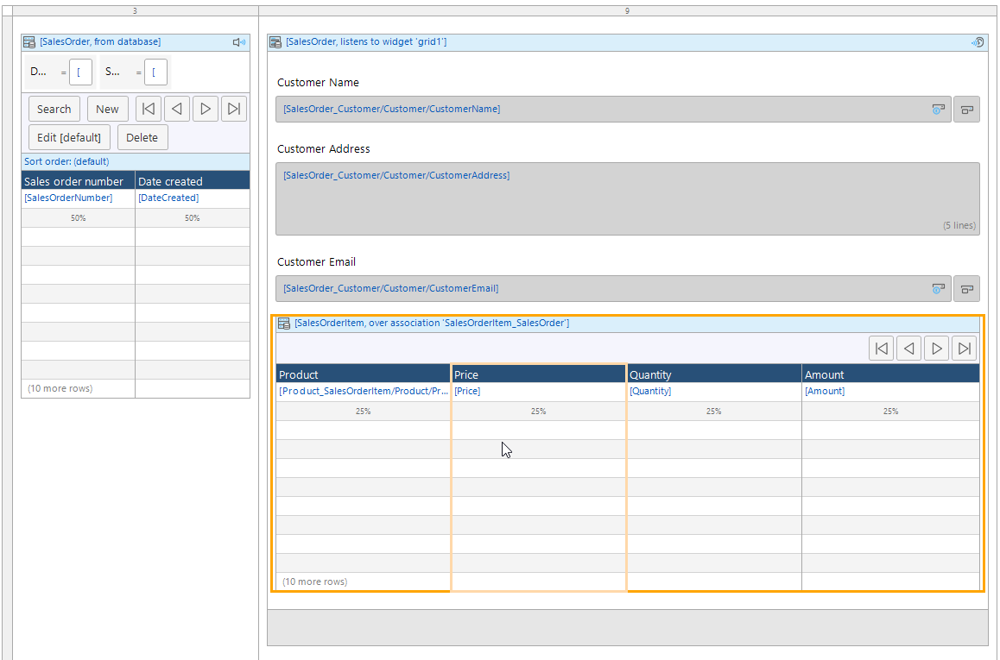 3
9
[SalesOrder, from database]
D... = [ S... = [
Search New
Edit [default] Delete
Sort order: (default)
Sales order number Date created
[SalesOrderNumber] [DateCreated]
50% 50%
(10 more rows)
[SalesOrder, listens to widget 'grid1']
Customer Name
[SalesOrder_Customer/Customer/CustomerName]
Customer Address
[SalesOrder_Customer/Customer/CustomerAddress]
(5 lines)
Customer Email
[SalesOrder_Customer/Customer/CustomerEmail]
[SalesOrderItem, over association 'SalesOrderItem_SalesOrder']
Product Price Quantity Amount
[Product_SalesOrderItem/Product/Pr... [Price] [Quantity] [Amount]
25% 25% 25% 25%
(10 more rows)